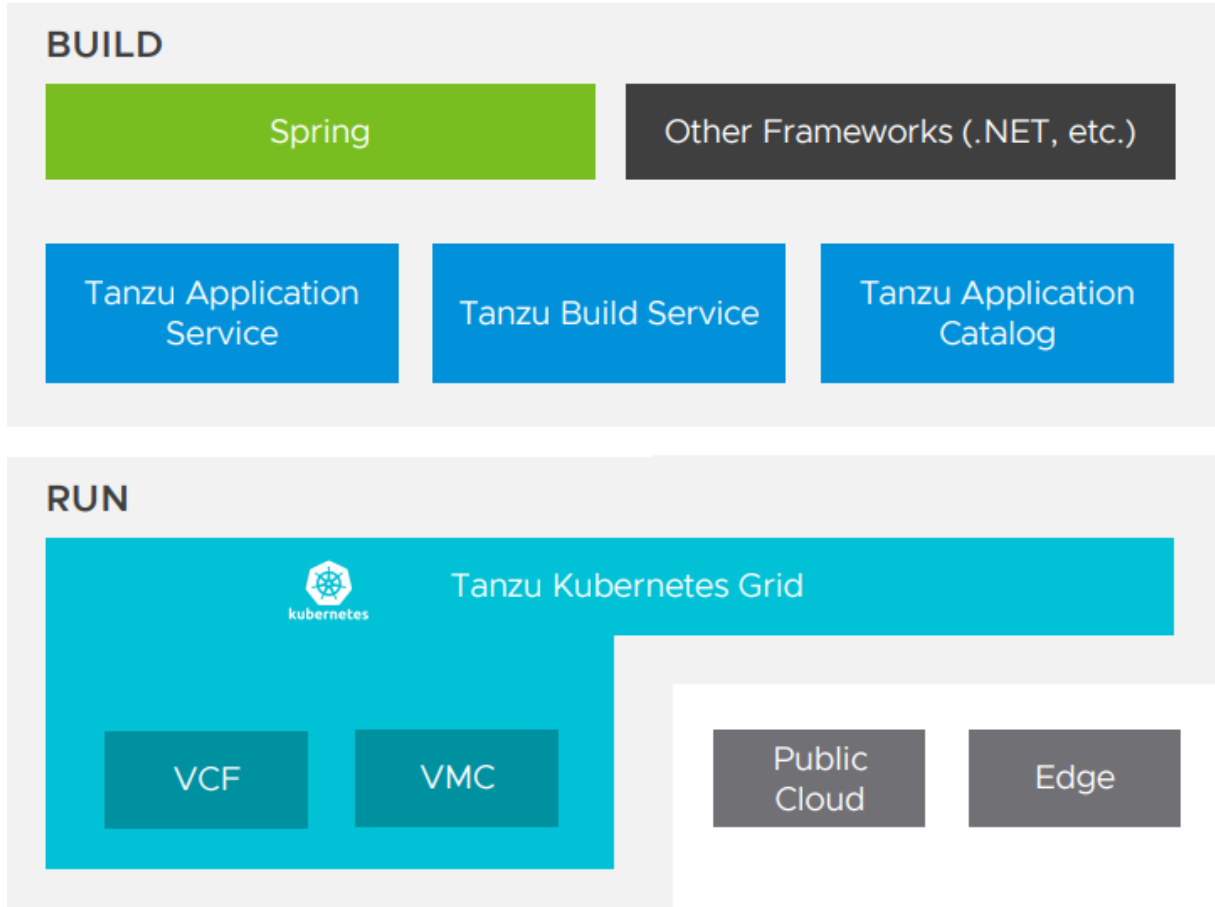 BUILD
Spring
Other Frameworks (.NET, etc.)
Tanzu Application
Service
Tanzu Build Service
Tanzu Application
Catalog
RUN
kubernetes
Tanzu Kubernetes Grid
VCF
VMC
Public
Cloud
Edge